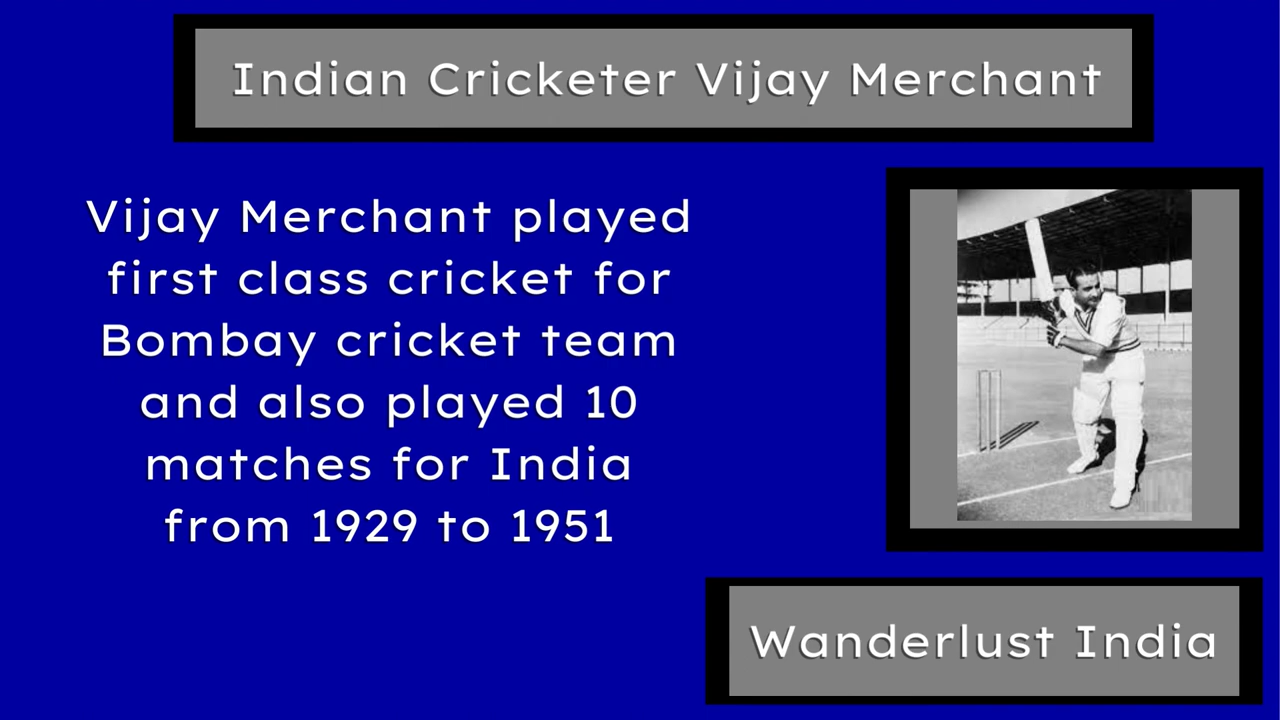 Indian Cricketer Vijay Merchant
Vijay Merchant played
first class cricket for
Bombay cricket team
and also played 10
matches for India
from 1929 to 1951
Wanderlust India